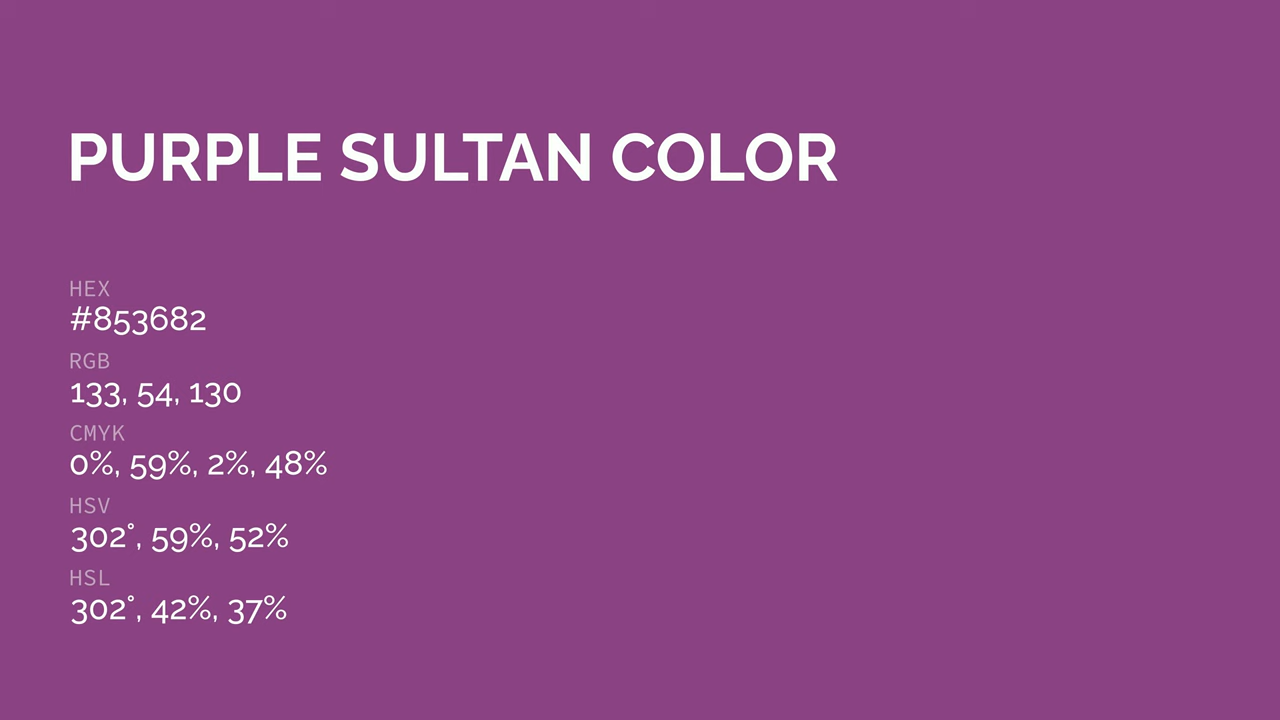 PURPLE SULTAN COLOR
HEX
#853682
RGB
133, 54, 130
CMYK
0%, 59%, 2%, 48%
HSV
302°, 59%, 52%
HSL
302°, 42%, 37%